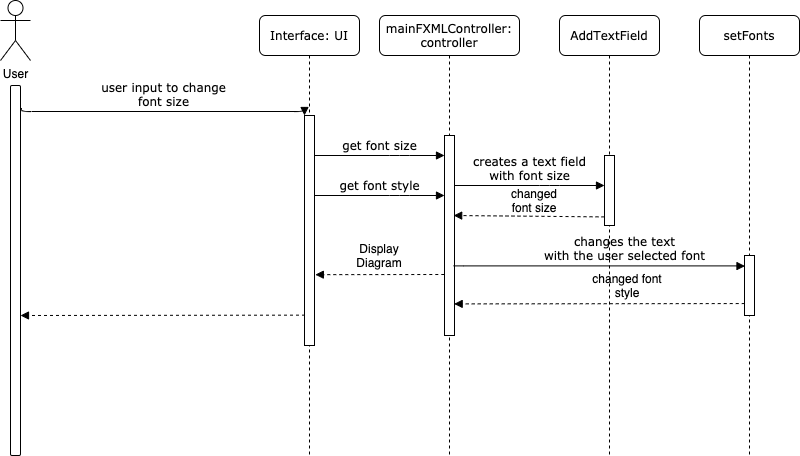 Interface: UI
mainFXMLController:
controller
AddTextField
setFonts
User
user input to change
font size
get font size
get font style
creates a text field
with font size
changed
font size
changes the text
with the user selected font
Display
Diagram
changed font
style